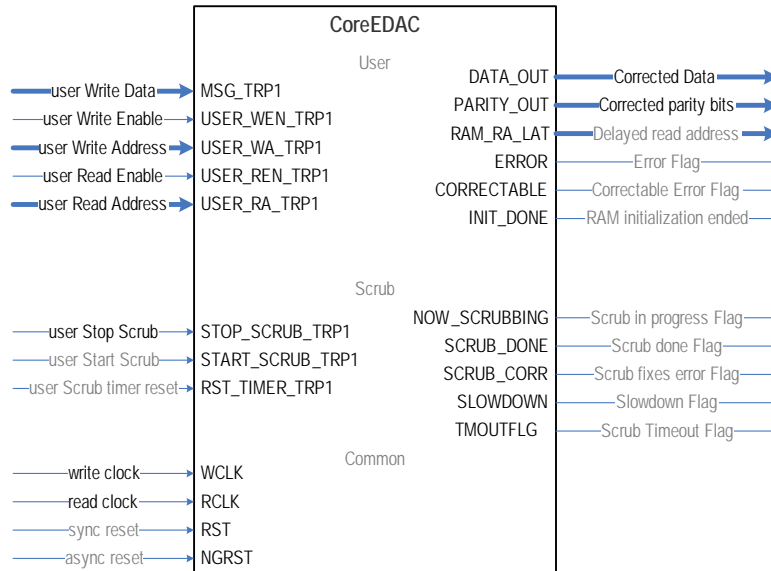 CoreEDAC
User
user Write Data MSG_TRP1 DATA_OUT Corrected Data
user Write Enable USER_WEN_TRP1 PARITY_OUT Corrected parity bits
user Write Address USER_WA_TRP1 RAM_RA_LAT Delayed read address
user Read Enable USER_REN_TRP1 ERROR Error Flag
user Read Address USER_RA_TRP1 CORRECTABLE Correctable Error Flag
INIT_DONE RAM initialization ended
Scrub
user Stop Scrub STOP_SCRUB_TRP1 NOW_SCRUBBING Scrub in progress Flag
user Start Scrub START_SCRUB_TRP1 SCRUB_DONE Scrub done Flag
user Scrub timer reset RST_TIMER_TRP1 SCRUB_CORR Scrub fixes error Flag
SLOWDOWN Slowdown Flag
TMOUTFLG Scrub Timeout Flag
Common
write clock WCLK
read clock RCLK
sync reset RST
async reset NGRST